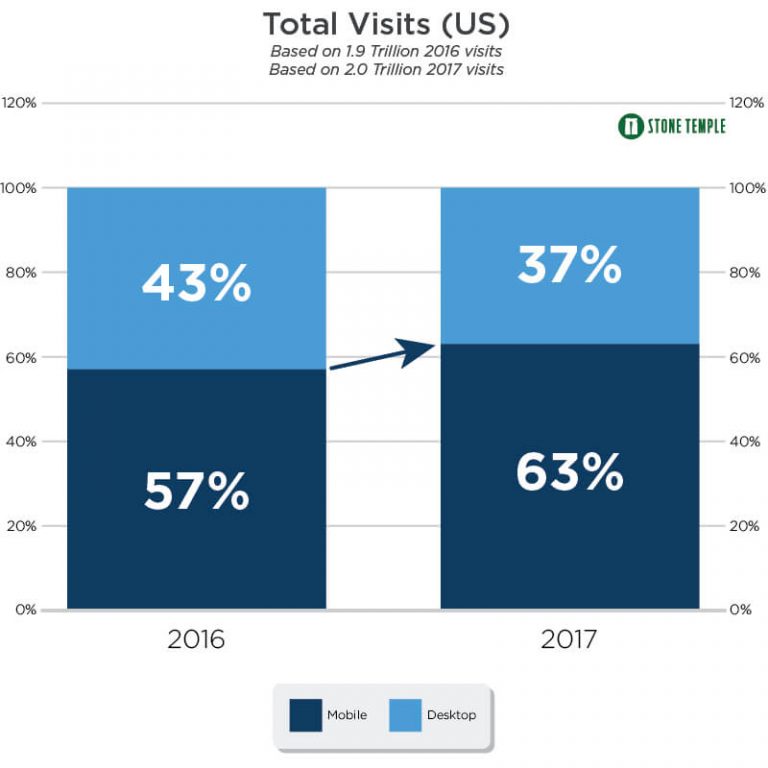 Total Visits (US)
Based on 1.9 Trillion 2016 visits
Based on 2.0 Trillion 2017 visits
120% 120%
STONE TEMPLE
100% 100%
43% 37%
80% 80%
60% 60%
40% 40%
57% 63%
20% 20%
0% 0%
2016 2017
Mobile Desktop